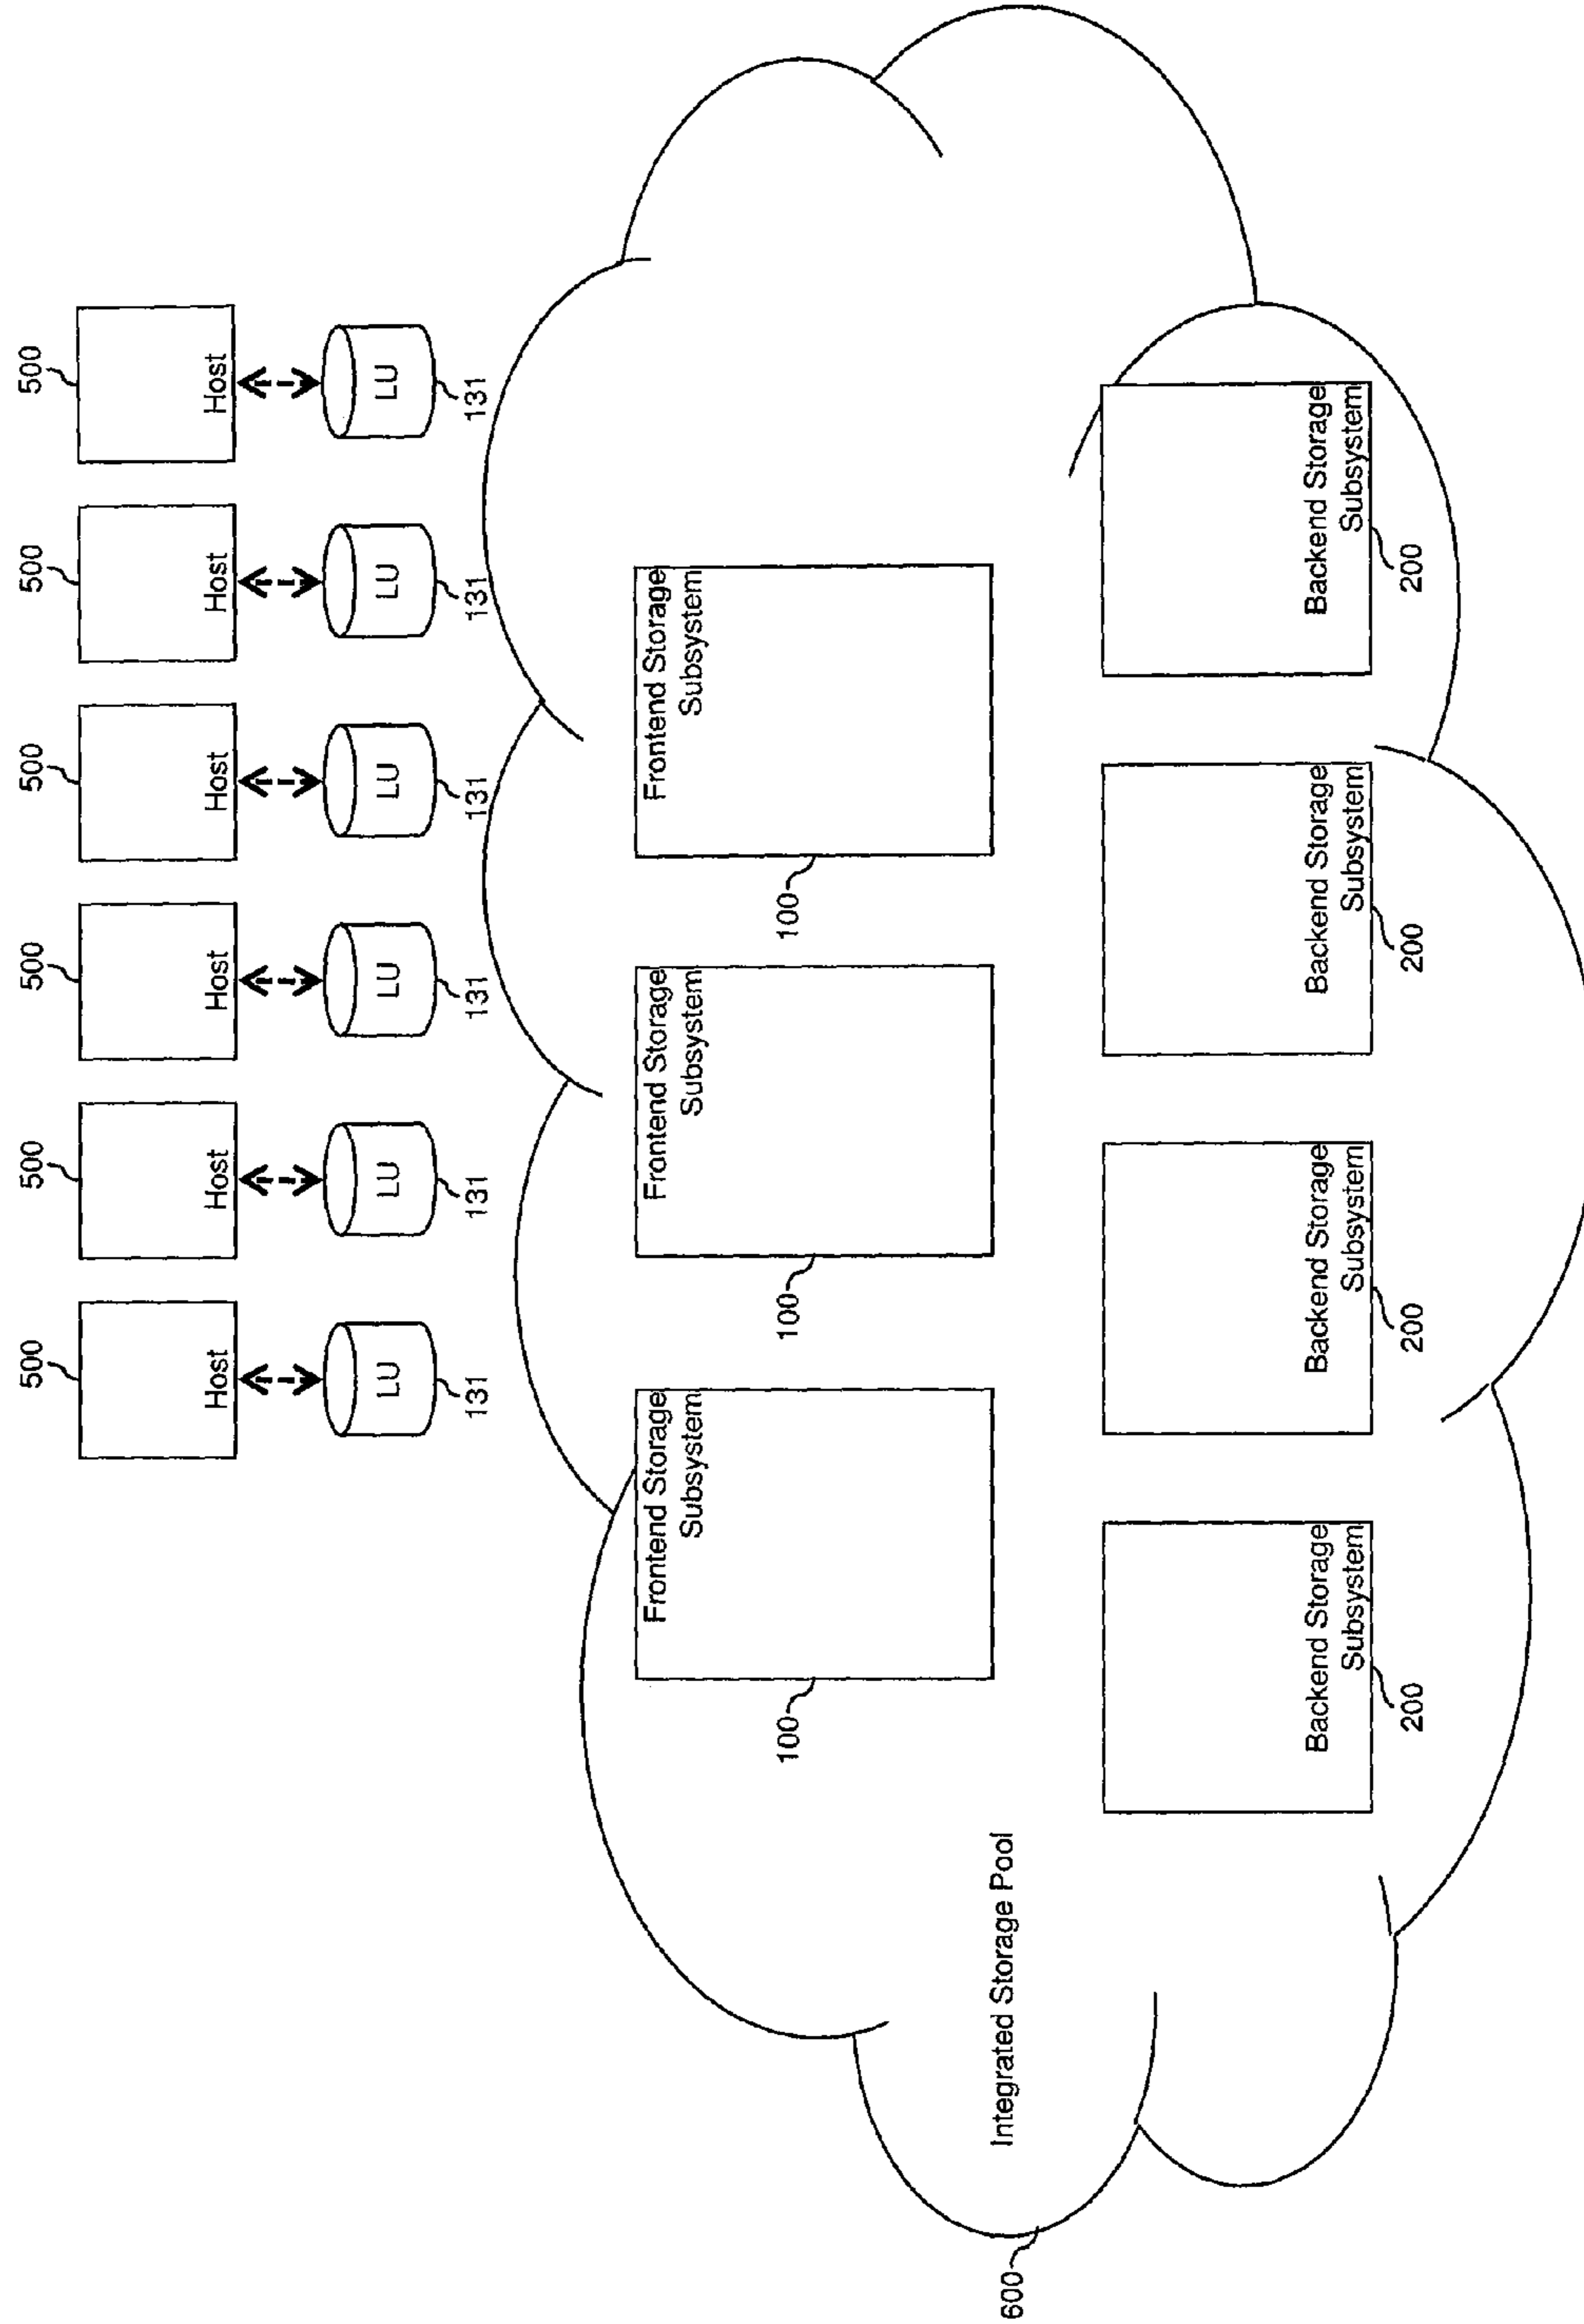 500
500
500
500
500
500
Host
Host
Host
Host
Host
Host
LU
LU
LU
LU
LU
LU
131
131
131
131
131
131
Frontend Storage
Subsystem
Frontend Storage
Subsystem
Frontend Storage
Subsystem
100
100
100
Integrated Storage Pool
600
Backend Storage
Subsystem
Backend Storage
Subsystem
Backend Storage
Subsystem
Backend Storage
Subsystem
200
200
200
200